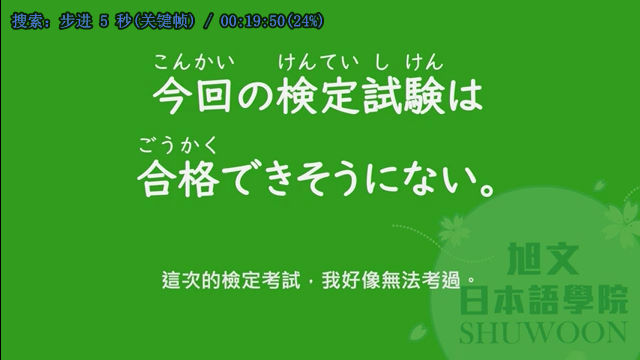 搜索: 步进 5 秒(关键帧) / 00:19:50(24%)
こんかい けんてい し けん
今回の検定試験は
ごうかく
合格できそうにない。
這次的檢定考試，我好像無法考過。
旭文
日本語學院
SHUWOON